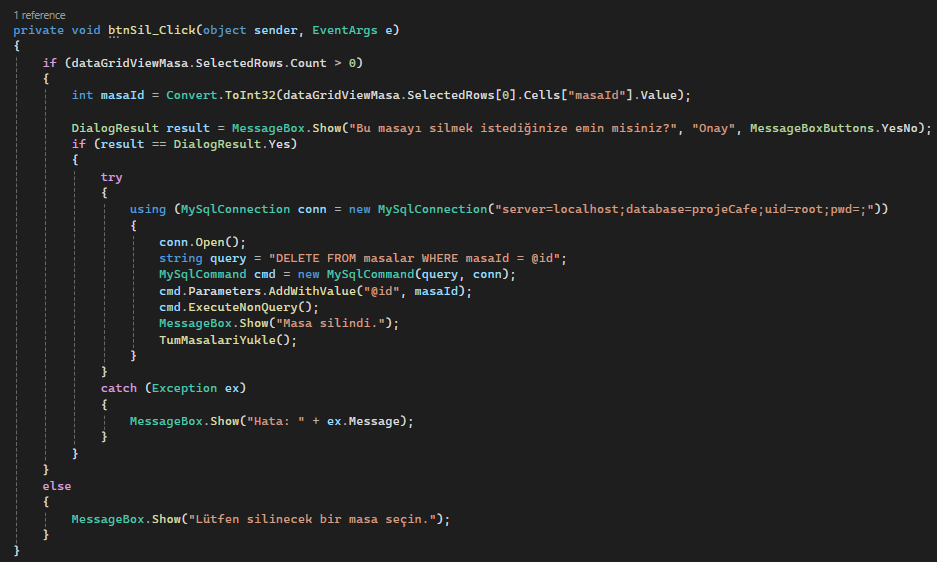 1 reference
private void btnSil_Click(object sender, EventArgs e)
{
    if (dataGridViewMasa.SelectedRows.Count > 0)
    {
        int masaId = Convert.ToInt32(dataGridViewMasa.SelectedRows[0].Cells["masaId"].Value);

        DialogResult result = MessageBox.Show("Bu masayı silmek istediğinize emin misiniz?", "Onay", MessageBoxButtons.YesNo);
        if (result == DialogResult.Yes)
        {
            try
            {
                using (MySqlConnection conn = new MySqlConnection("server=localhost;database=projeCafe;uid=root;pwd=;"))
                {
                    conn.Open();
                    string query = "DELETE FROM masalar WHERE masaId = @id";
                    MySqlCommand cmd = new MySqlCommand(query, conn);
                    cmd.Parameters.AddWithValue("@id", masaId);
                    cmd.ExecuteNonQuery();
                    MessageBox.Show("Masa silindi.");
                    TumMasalariYukle();
                }
            }
            catch (Exception ex)
            {
                MessageBox.Show("Hata: " + ex.Message);
            }
        }
    }
    else
    {
        MessageBox.Show("Lütfen silinecek bir masa seçin.");
    }
}